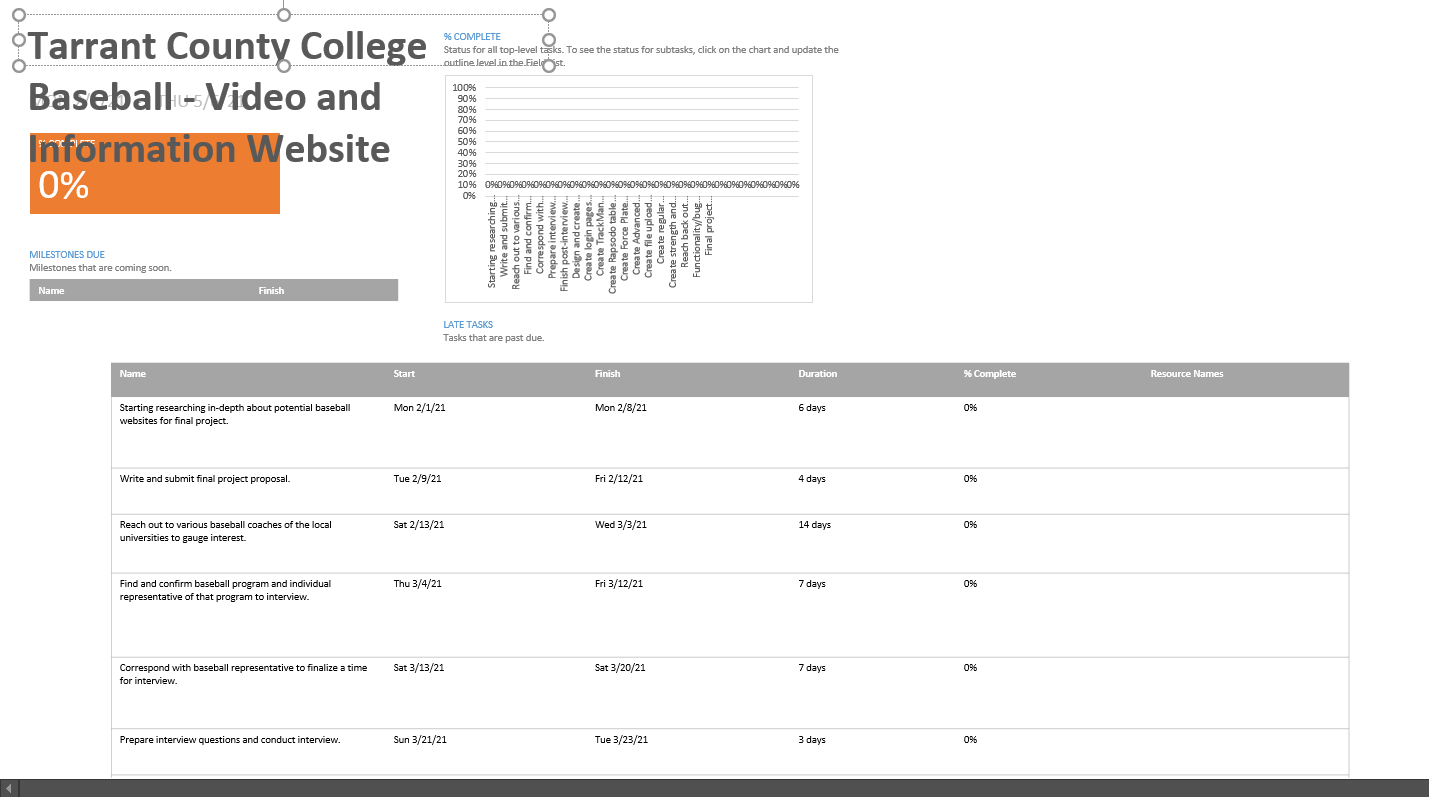 Tarrant County College
Baseball - Video and
Information Website
THU 5/
% COMPLETE
0%
MILESTONES DUE
Milestones that are coming soon.
Name Finish
% COMPLETE
Status for all top-level tasks. To see the status for subtasks, click on the chart and update the
outline level in the Field List.
100%
90%
80%
70%
60%
50%
40%
30%
20%
10%
0%
0%0%0%0%0%0%0%0%0%0%0%0%0%0%0%0%0%0%0%0%0%0%0%0%0%0%
Starting researching...
Write and submit...
Reach out to various...
Find and confirm...
Correspond with...
Prepare interview...
Finish post-interview...
Design and create...
Create login pages...
Create TrackMan...
Create Rapsodo table...
Create Force Plate...
Create Advanced...
Create file upload...
Create regular...
Create strength and...
Reach back out...
Functionality/bug...
Final project...
LATE TASKS
Tasks that are past due.
Name Start Finish Duration % Complete Resource Names
Starting researching in-depth about potential baseball Mon 2/1/21 Mon 2/8/21 6 days 0%
websites for final project.
Write and submit final project proposal. Tue 2/9/21 Fri 2/12/21 4 days 0%
Reach out to various baseball coaches of the local Sat 2/13/21 Wed 3/3/21 14 days 0%
universities to gauge interest.
Find and confirm baseball program and individual Thu 3/4/21 Fri 3/12/21 7 days 0%
representative of that program to interview.
Correspond with baseball representative to finalize a time Sat 3/13/21 Sat 3/20/21 7 days 0%
for interview.
Prepare interview questions and conduct interview. Sun 3/21/21 Tue 3/23/21 3 days 0%